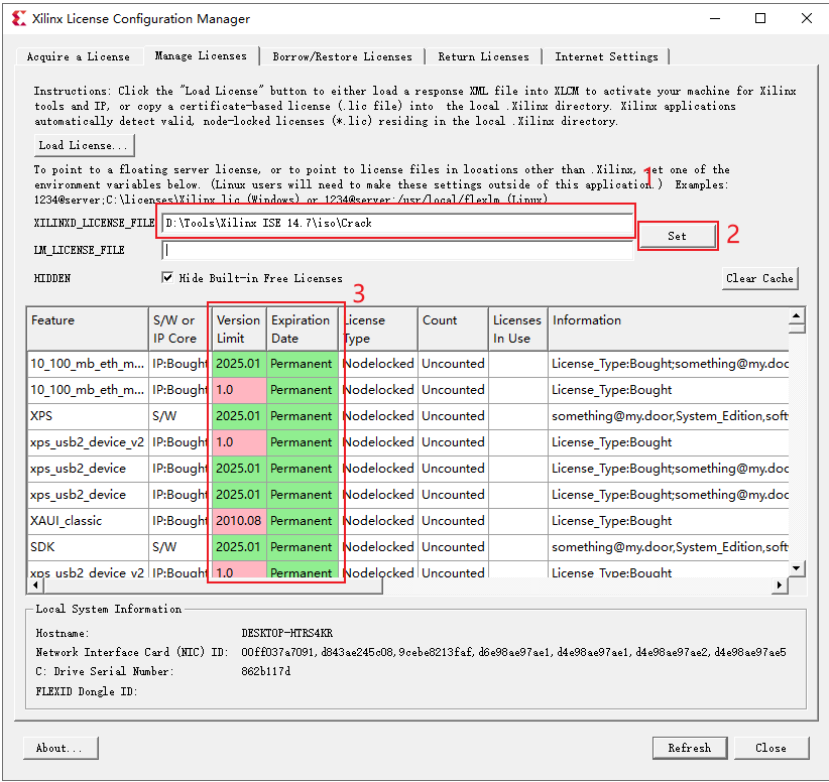 Xilinx License Configuration Manager
Acquire a License Manage Licenses Borrow/Restore Licenses Return Licenses Internet Settings
Instructions: Click the "Load License" button to either load a response XML file into XLCM to activate your machine for Xilinx
tools and IP, or copy a certificate-based license (.lic file) into the local .Xilinx directory. Xilinx applications
automatically detect valid, node-locked licenses (*.lic) residing in the local .Xilinx directory.
Load License...
To point to a floating server license, or to point to license files in locations other than .Xilinx, set one of the
1
environment variables below. (Linux users will need to make these settings outside of this application.) Examples:
1234@server;C:\licenses\Xilinx.lic (Windows) or 1234@server:/usr/local/flexlm (Linux)
XILINXD_LICENSE_FILE D:\Tools\Xilinx ISE 14.7\iso\Crack
Set 2
LM_LICENSE_FILE
HIDDEN Hide Built-in Free Licenses Clear Cache
3
Feature S/W or IP Core Version Limit Expiration Date License Type Count Licenses In Use Information
10_100_mb_eth_m... IP:Bought 2025.01 Permanent Nodelocked Uncounted License_Type:Bought;something@my.doo
10_100_mb_eth_m... IP:Bought 1.0 Permanent Nodelocked Uncounted License_Type:Bought
XPS S/W 2025.01 Permanent Nodelocked Uncounted something@my.door,System_Edition,soft
xps_usb2_device_v2 IP:Bought 1.0 Permanent Nodelocked Uncounted License_Type:Bought
xps_usb2_device IP:Bought 2025.01 Permanent Nodelocked Uncounted License_Type:Bought;something@my.doo
xps_usb2_device IP:Bought 2025.01 Permanent Nodelocked Uncounted License_Type:Bought;something@my.doo
XAUI_classic IP:Bought 2010.08 Permanent Nodelocked Uncounted License_Type:Bought
SDK S/W 2025.01 Permanent Nodelocked Uncounted something@my.door,System_Edition,soft
xps_usb2_device_v2 IP:Bought 1.0 Permanent Nodelocked Uncounted License_Type:Bought
Local System Information
Hostname: DESKTOP-HTRS4KR
Network Interface Card (NIC) ID: 00ff037a7091, d843ae245c08, 9cebe8213faf, d6e98ae97ae1, d4e98ae97ae1, d4e98ae97ae2, d4e98ae97ae5
C: Drive Serial Number: 862b117d
FLEXID Dongle ID:
About... Refresh Close